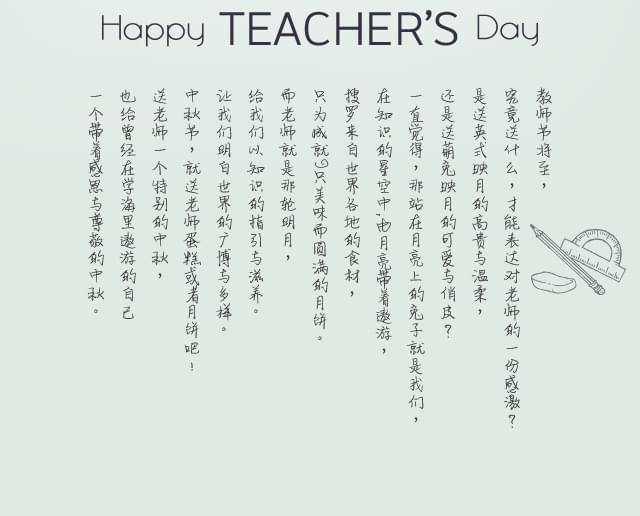 Happy TEACHER'S Day
教师节将至，
究竟送什么，才能表达对老师的一份感激？
是送英式映月的高贵与温柔，
还是送萌兔映月的可爱与俏皮？
一直觉得，那站在月亮上的兔子就是我们，
在知识的星空中，由月亮带着遨游，
搜罗来自世界各地的食材，
只为成就○只美味而圆满的月饼。
而老师就是那轮明月，
给我们以知识的指引与滋养。
让我们明白世界的广博与多样。
中秋节，就送老师蛋糕或者月饼吧！
送老师一个特别的中秋，
也给曾经在学海里遨游的自己
一个带着感恩与尊敬的中秋。